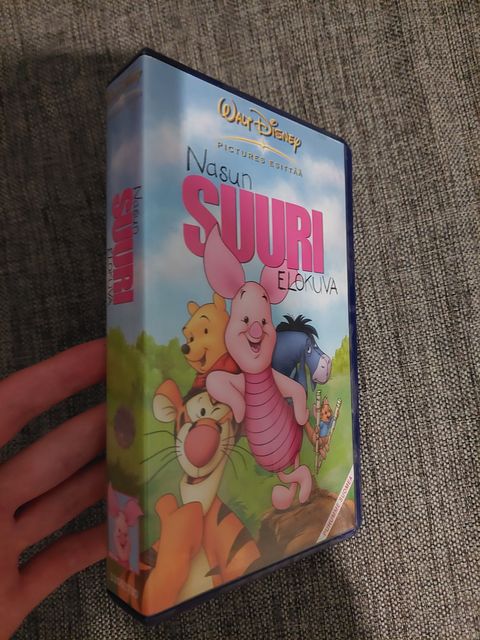 WALT DISNEY
PICTURES ESITTÄÄ
Nasun
SUURI
ELOKUVA
Nasun
SUURI
ELOKUVA